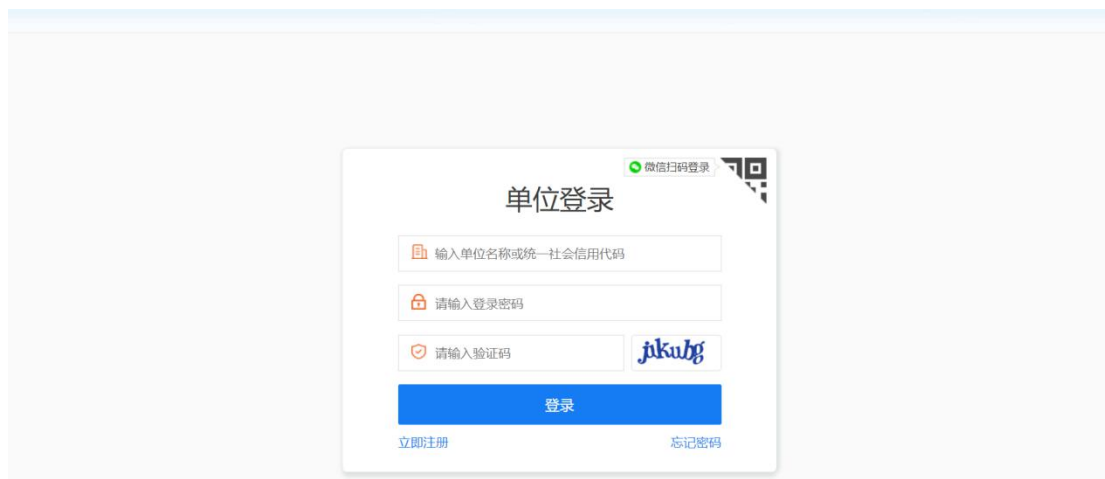 微信扫码登录
单位登录
输入单位名称或统一社会信用代码
请输入登录密码
请输入验证码
登录
立即注册
忘记密码